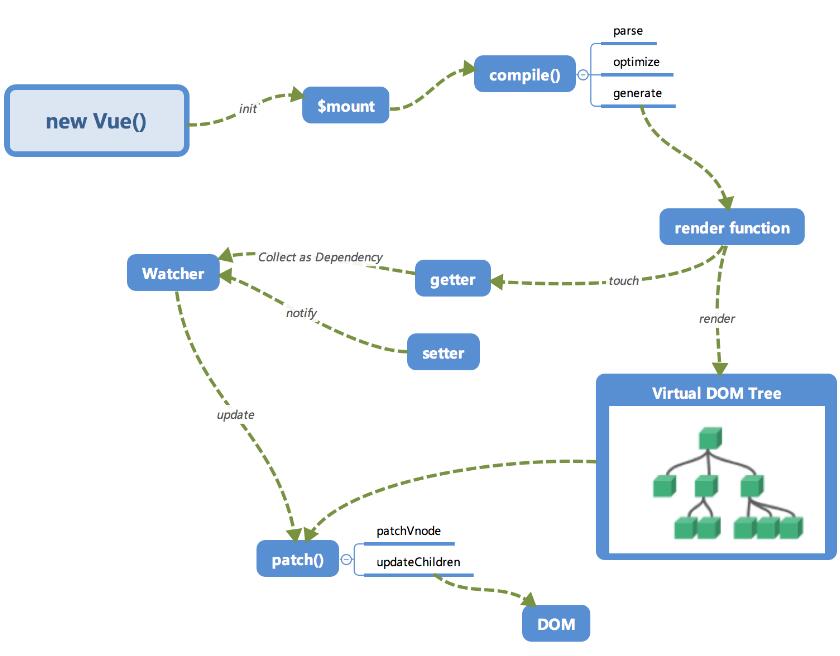 parse
optimize
compile()
generate
$mount
init
new Vue()
render function
Collect as Dependency
Watcher
getter
touch
notify
render
setter
Virtual DOM Tree
update
patchVnode
patch()
updateChildren
DOM